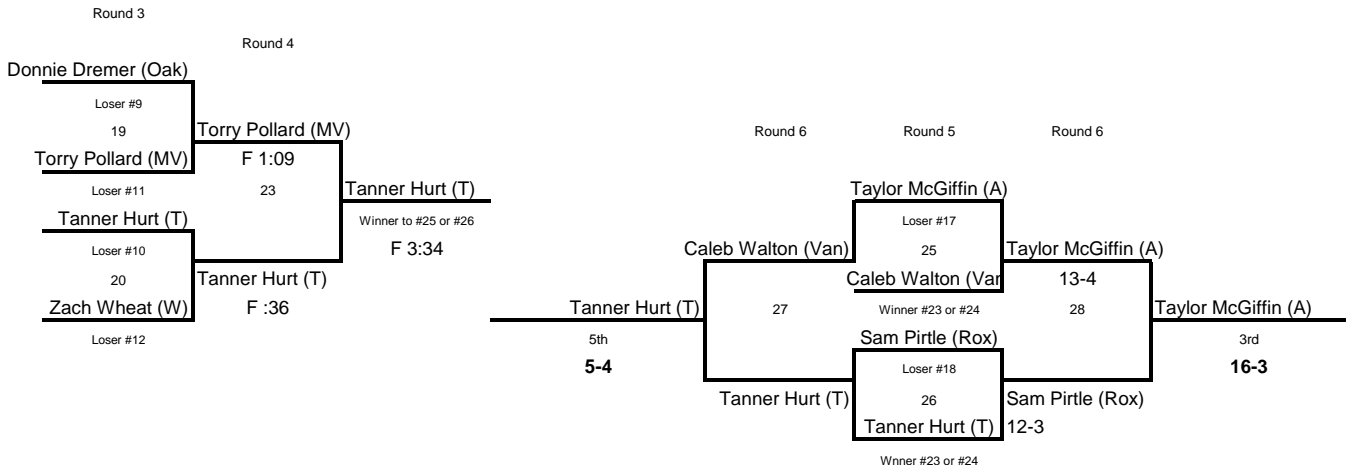 Round 3
Round 4
Donnie Dremer (Oak)
Loser #9
19
Torry Pollard (MV)
Torry Pollard (MV)
F 1:09
Loser #11
23
Tanner Hurt (T)
Tanner Hurt (T)
Winner to #25 or #26
Loser #10
F 3:34
20
Tanner Hurt (T)
Zach Wheat (W)
F :36
Loser #12
Round 6
Round 5
Round 6
Taylor McGiffin (A)
Loser #17
Caleb Walton (Van)
25
Taylor McGiffin (A)
Caleb Walton (Van
13-4
Tanner Hurt (T)
27
Winner #23 or #24
28
Taylor McGiffin (A)
5th
Sam Pirtle (Rox)
3rd
5-4
Loser #18
16-3
Tanner Hurt (T)
26
Sam Pirtle (Rox)
Tanner Hurt (T)
12-3
Wnner #23 or #24